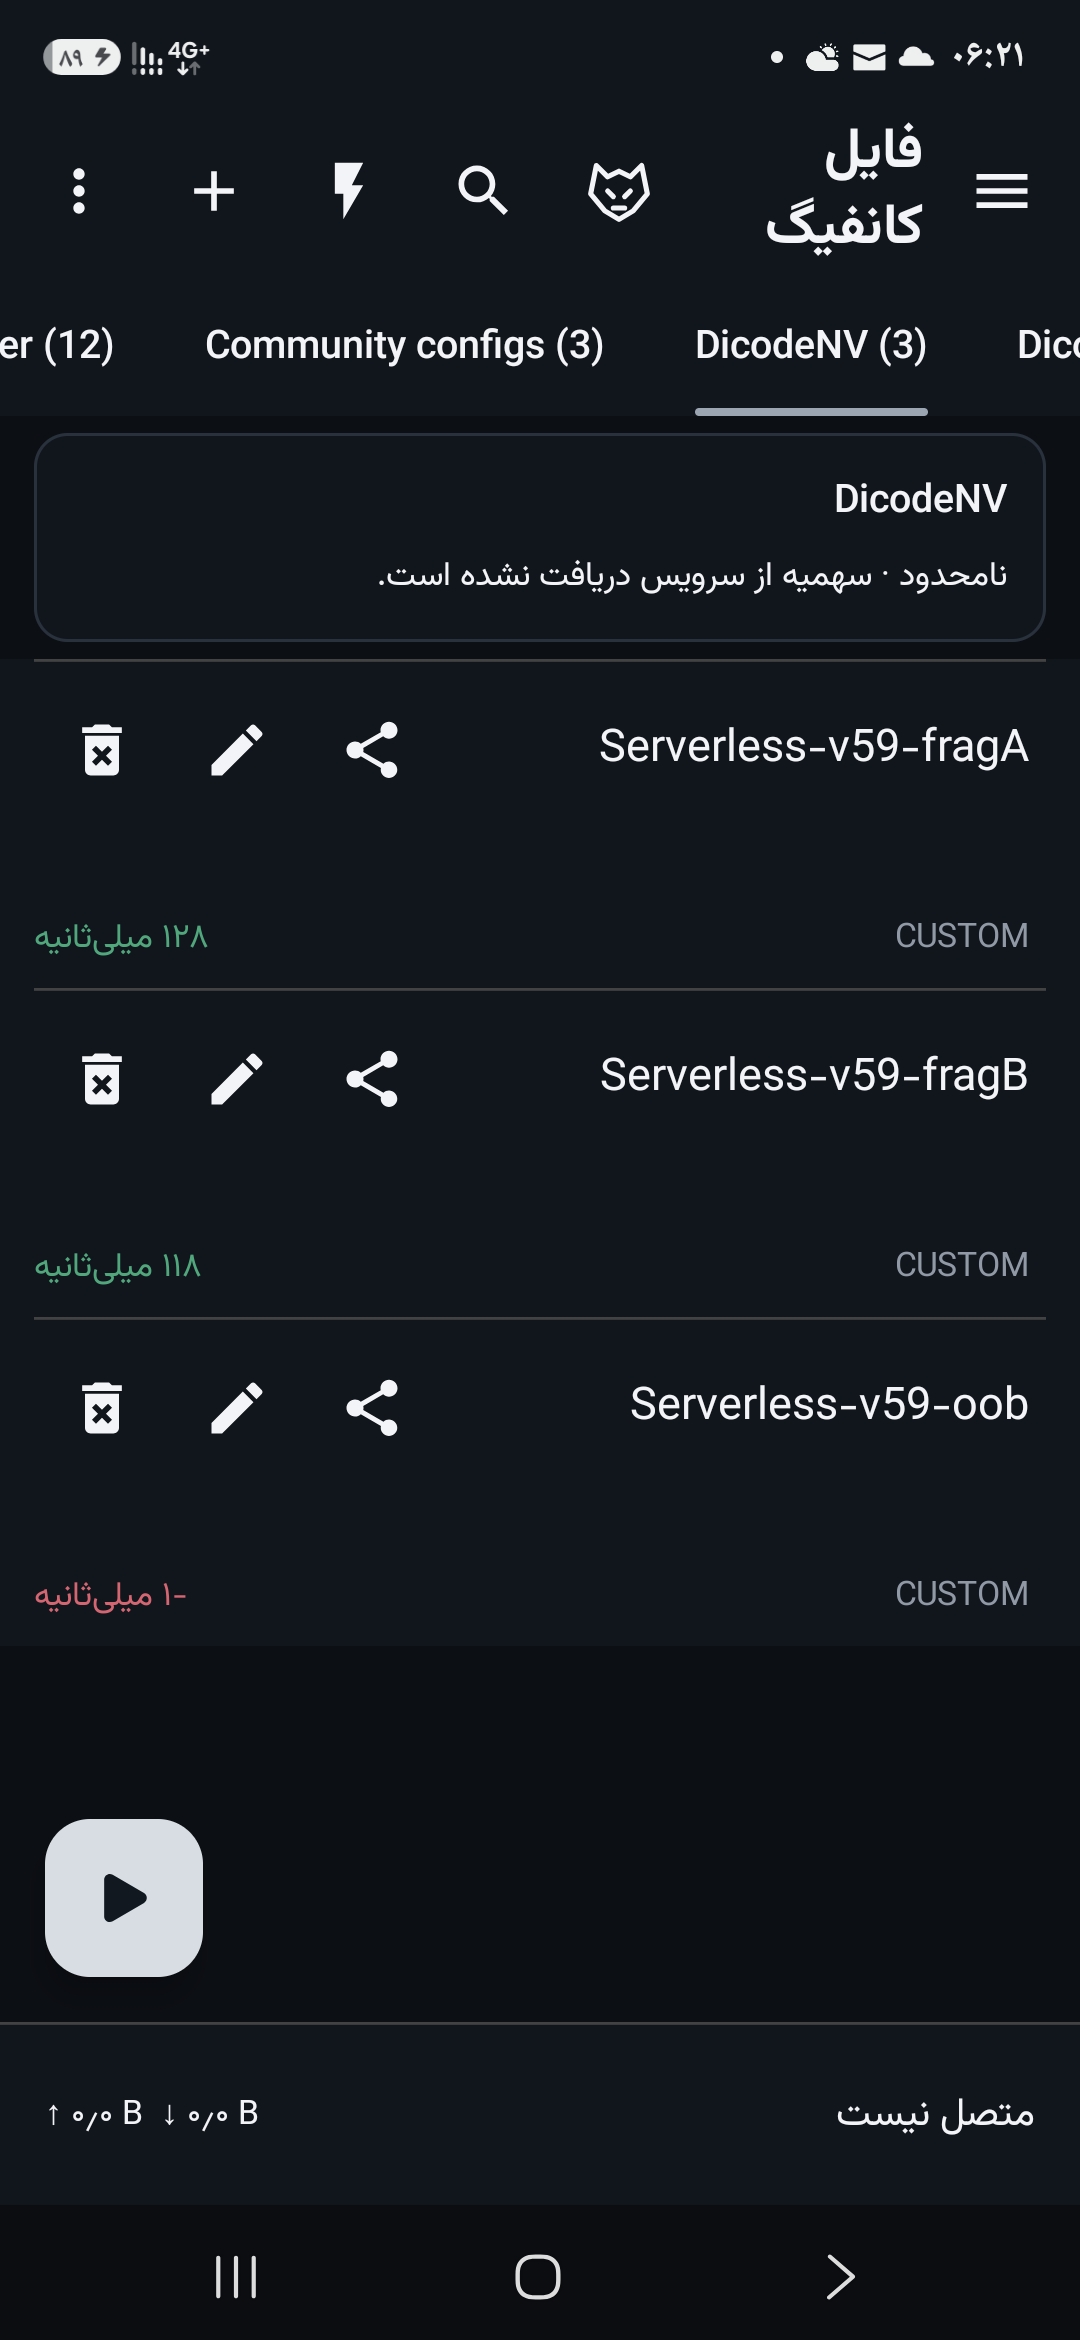 ۰۶:۲۱
4G+
۸۹
فایل
کانفیگ
er (12)
Community configs (3)
DicodeNV (3)
Dico
DicodeNV
نامحدود · سهمیه از سرویس دریافت نشده است.
Serverless-v59-fragA
CUSTOM
۱۲۸ میلی‌ثانیه
Serverless-v59-fragB
CUSTOM
۱۱۸ میلی‌ثانیه
Serverless-v59-oob
CUSTOM
-۱ میلی‌ثانیه
متصل نیست
↑ ۰٫۰ B ↓ ۰٫۰ B